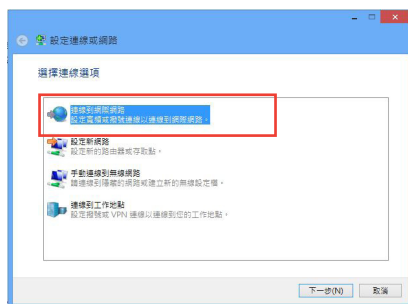 設定連線或網路
選擇連線選項
連線到網際網路
設定寬頻或撥號連線以連線到網際網路。
設定新網路
設定新的路由器或存取點。
手動連線到無線網路
請連線到隱藏的網路或建立新的無線設定檔。
連線到工作地點
設定撥號或 VPN 連線以連線到您的工作地點。
下一步(N)
取消